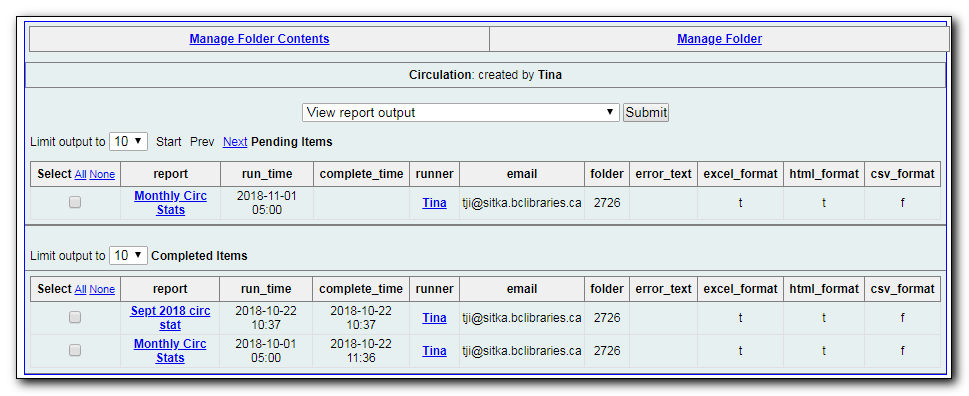 Manage Folder Contents Manage Folder
Circulation: created by Tina
View report output Submit
Limit output to 10 Start Prev Next Pending Items
Select All None report run_time complete_time runner email folder error_text excel_format html_format csv_format
Monthly Circ Stats 2018-11-01 05:00 Tina tji@sitka.bclibraries.ca 2726 t t f
Limit output to 10 Completed Items
Select All None report run_time complete_time runner email folder error_text excel_format html_format csv_format
Sept 2018 circ stat 2018-10-22 10:37 2018-10-22 10:37 Tina tji@sitka.bclibraries.ca 2726 t t f
Monthly Circ Stats 2018-10-01 05:00 2018-10-22 11:36 Tina tji@sitka.bclibraries.ca 2726 t t f